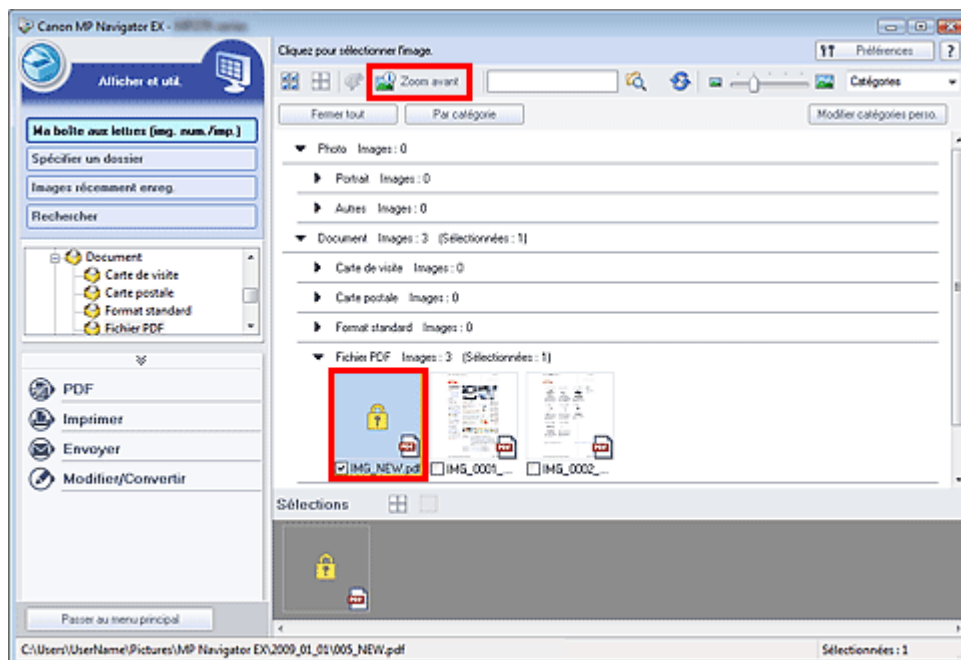 Canon MP Navigator EX -
Cliquez pour sélectionner l'image.
Préférences
?
Afficher et util.
Zoom avant
Catégories
Fermer tout
Par catégorie
Modifier catégories perso.
Ma boîte aux lettres (img. num./imp.)
Spécifier un dossier
Images récemment enreg.
Rechercher
Document
Carte de visite
Carte postale
Format standard
Fichier PDF
PDF
Imprimer
Envoyer
Modifier/Convertir
Passer au menu principal
Photo Images : 0
Portrait Images : 0
Autres Images : 0
Document Images : 3 (Sélectionnées : 1)
Carte de visite Images : 0
Carte postale Images : 0
Format standard Images : 0
Fichier PDF Images : 3 (Sélectionnées : 1)
PDF
PDF
PDF
IMG_NEW.pdf
IMG_0001_...
IMG_0002_...
Sélections
PDF
C:\Users\UserName\Pictures\MP Navigator EX\2009_01_01\005_NEW.pdf
Sélectionnées : 1